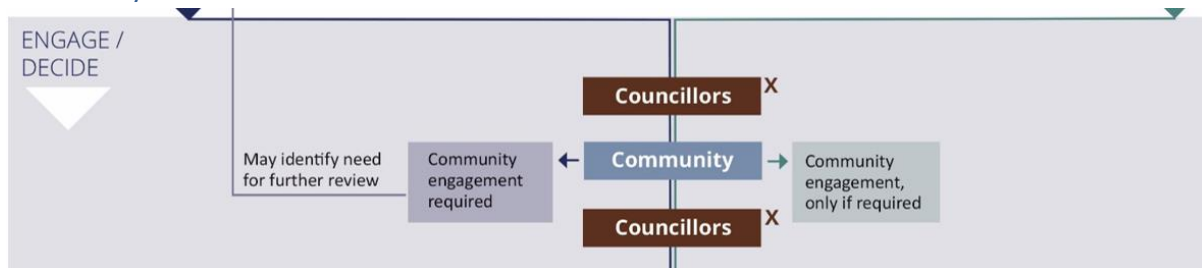 ENGAGE /
DECIDE
Councillors X
May identify need
for further review
Community
engagement
required
Community
Community
engagement,
only if required
Councillors X